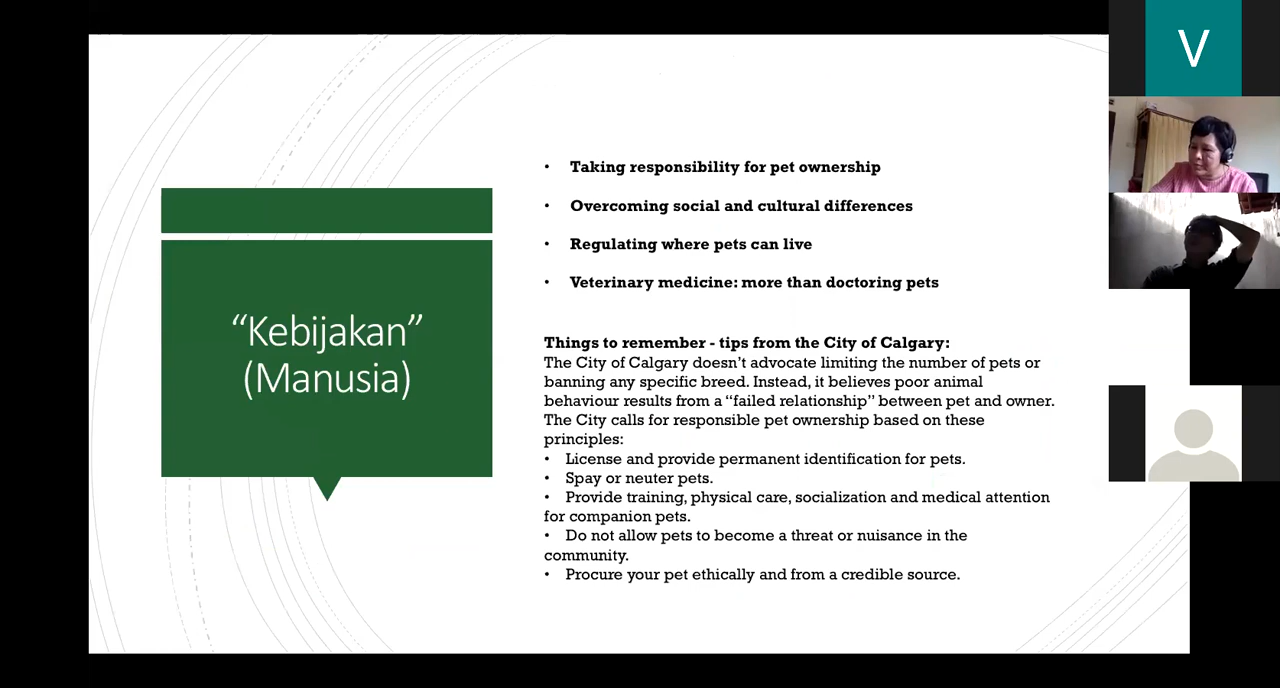 “Kebijakan”
(Manusia)
• Taking responsibility for pet ownership
• Overcoming social and cultural differences
• Regulating where pets can live
• Veterinary medicine: more than doctoring pets
Things to remember - tips from the City of Calgary:
The City of Calgary doesn’t advocate limiting the number of pets or
banning any specific breed. Instead, it believes poor animal
behaviour results from a “failed relationship” between pet and owner.
The City calls for responsible pet ownership based on these
principles:
• License and provide permanent identification for pets.
• Spay or neuter pets.
• Provide training, physical care, socialization and medical attention
for companion pets.
• Do not allow pets to become a threat or nuisance in the
community.
• Procure your pet ethically and from a credible source.
V